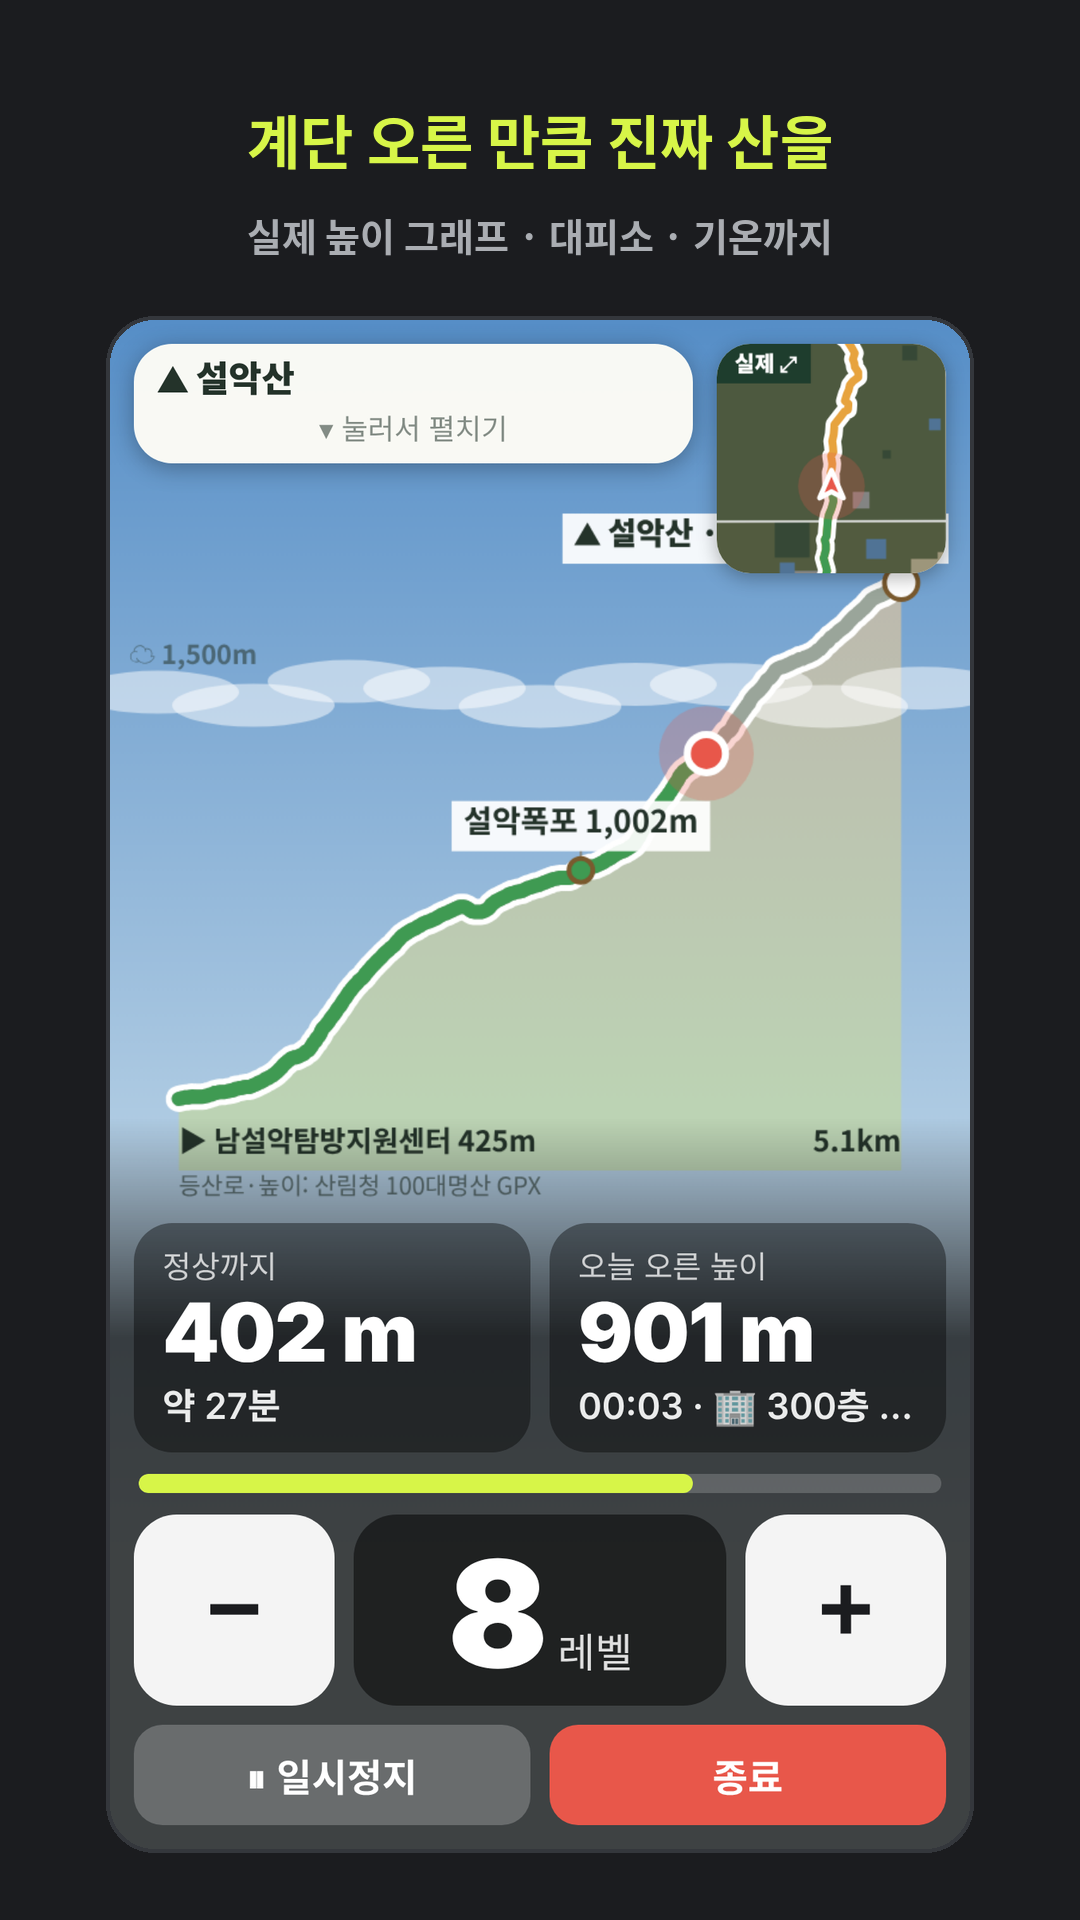 계단 오른 만큼 진짜 산을
실제 높이 그래프 · 대피소 · 기온까지
▲ 설악산
▾ 눌러서 펼치기
실제 ⤢
▲ 설악산 ·
☁ 1,500m
설악폭포 1,002m
▶ 남설악탐방지원센터 425m
5.1km
등산로·높이: 산림청 100대명산 GPX
정상까지
402 m
약 27분
오늘 오른 높이
901 m
00:03 · 🏢 300층 ...
−
8 레벨
+
⏸ 일시정지
종료